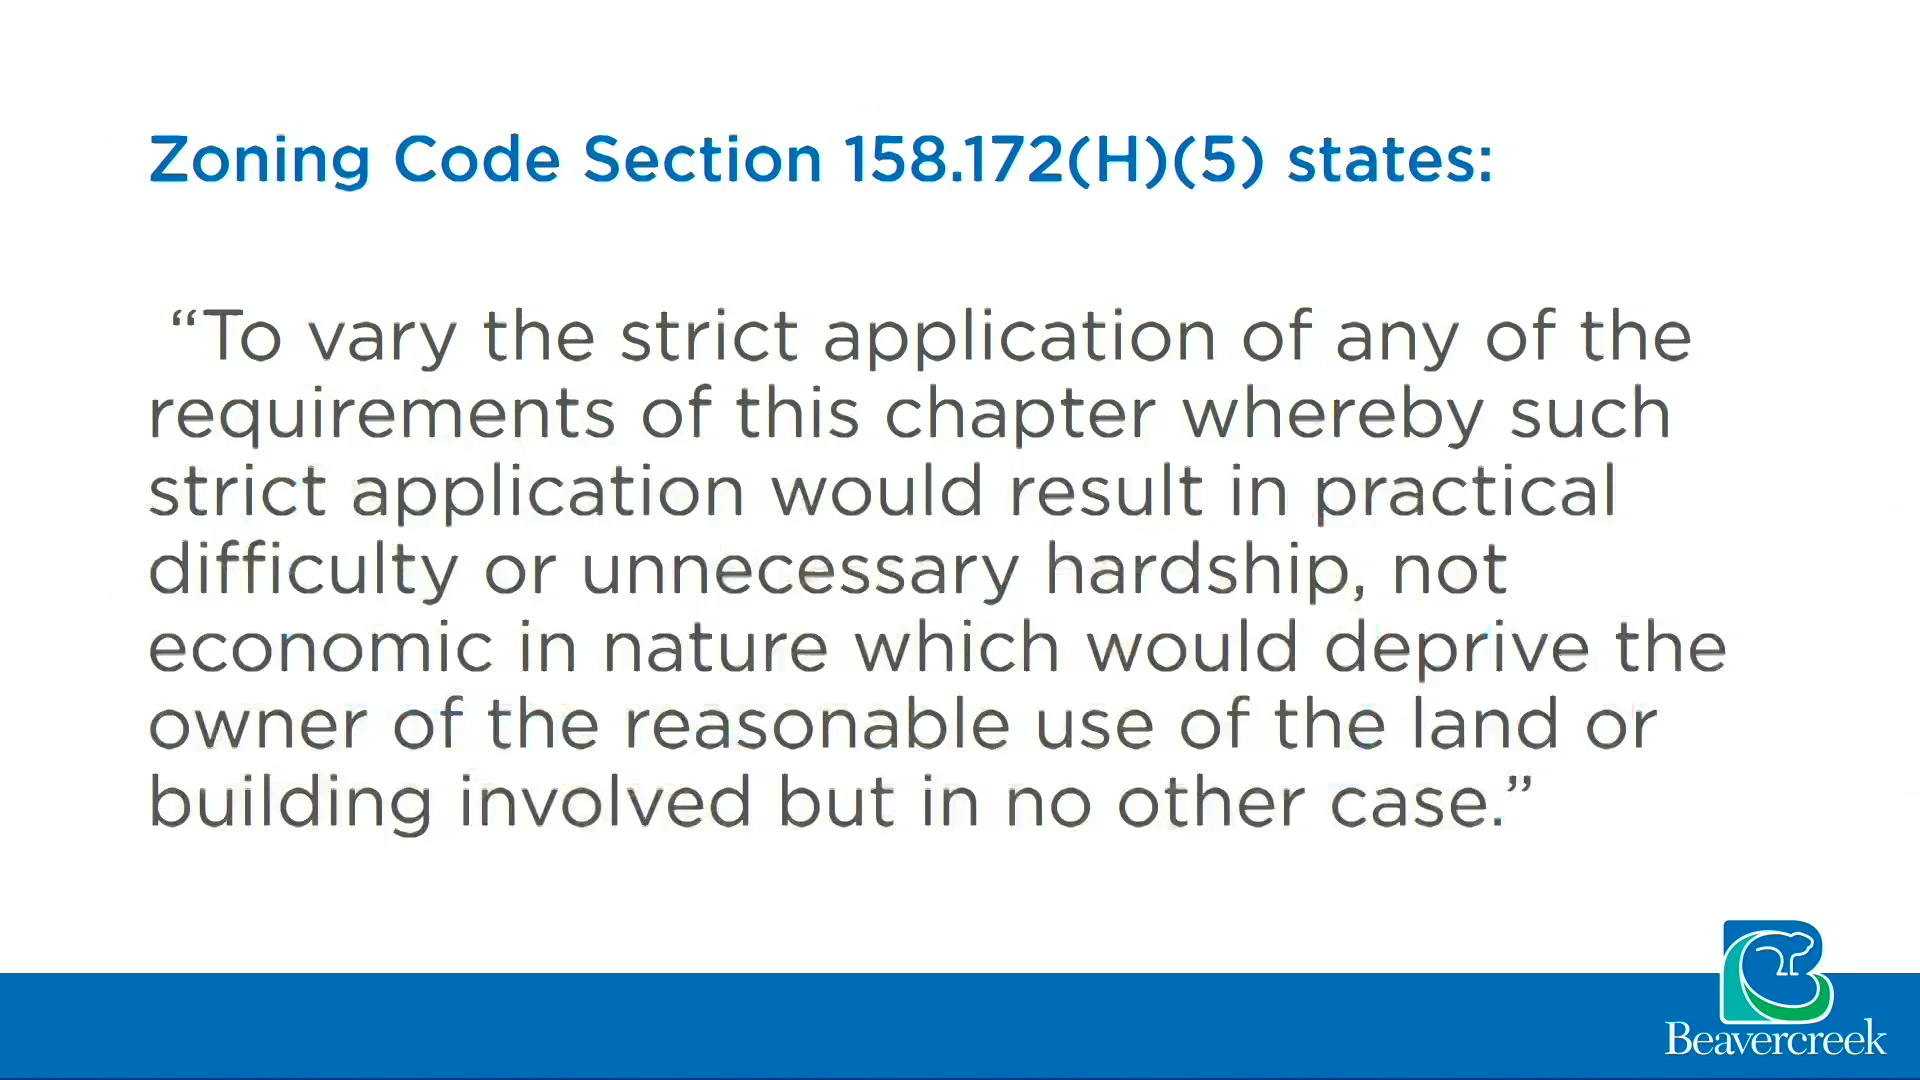 Zoning Code Section 158.172(H)(5) states:
“To vary the strict application of any of the
requirements of this chapter whereby such
strict application would result in practical
difficulty or unnecessary hardship, not
economic in nature which would deprive the
owner of the reasonable use of the land or
building involved but in no other case.”
Beavercreek